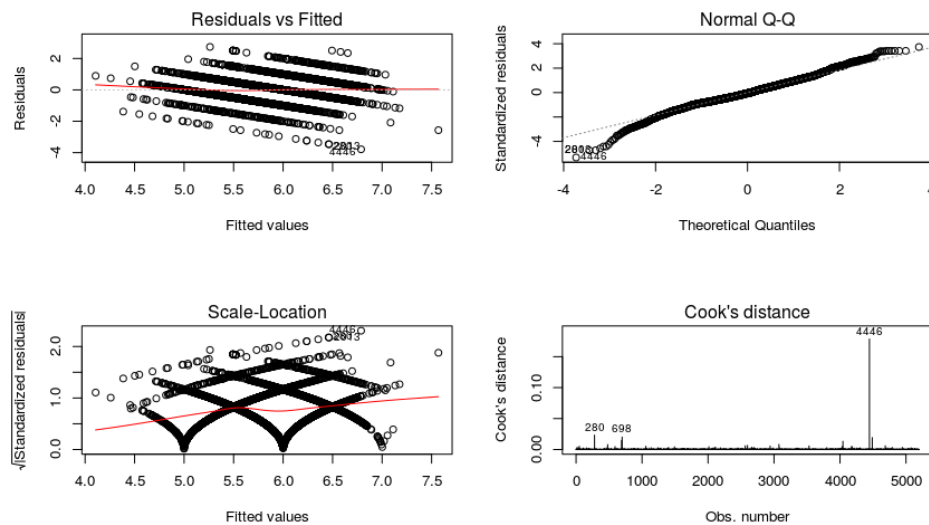 Residuals vs Fitted
Residuals
2
0
-2
-4
4446
4.0 4.5 5.0 5.5 6.0 6.5 7.0 7.5
Fitted values
Normal Q-Q
Standardized residuals
4
2
0
-4
4446
-4 -2 0 2 4
Theoretical Quantiles
Scale-Location
√|Standardized residuals|
2.0
1.0
0.0
4446
4.0 4.5 5.0 5.5 6.0 6.5 7.0 7.5
Fitted values
Cook's distance
Cook's distance
0.10
0.00
4446
280 698
0 1000 2000 3000 4000 5000
Obs. number